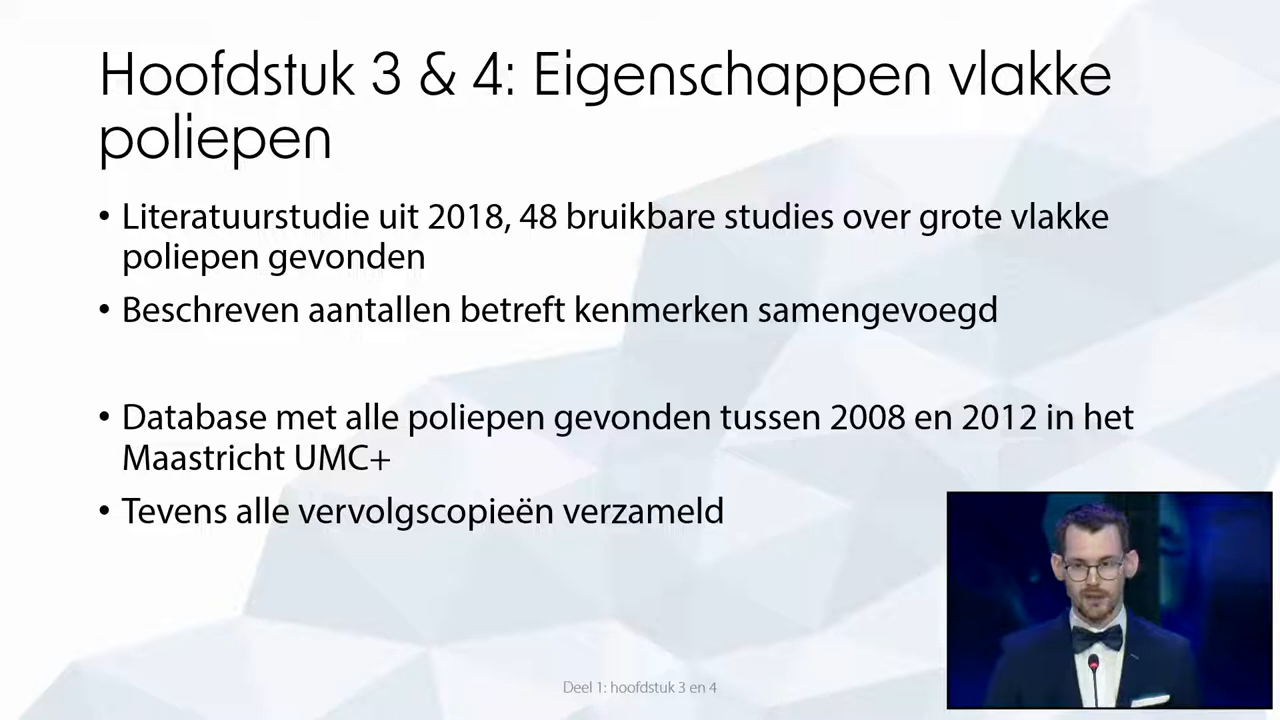 Hoofdstuk 3 & 4: Eigenschappen vlakke
poliepen
• Literatuurstudie uit 2018, 48 bruikbare studies over grote vlakke
poliepen gevonden
• Beschreven aantallen betreft kenmerken samengevoegd
• Database met alle poliepen gevonden tussen 2008 en 2012 in het
Maastricht UMC+
• Tevens alle vervolgscopieën verzameld
Deel 1: hoofdstuk 3 en 4